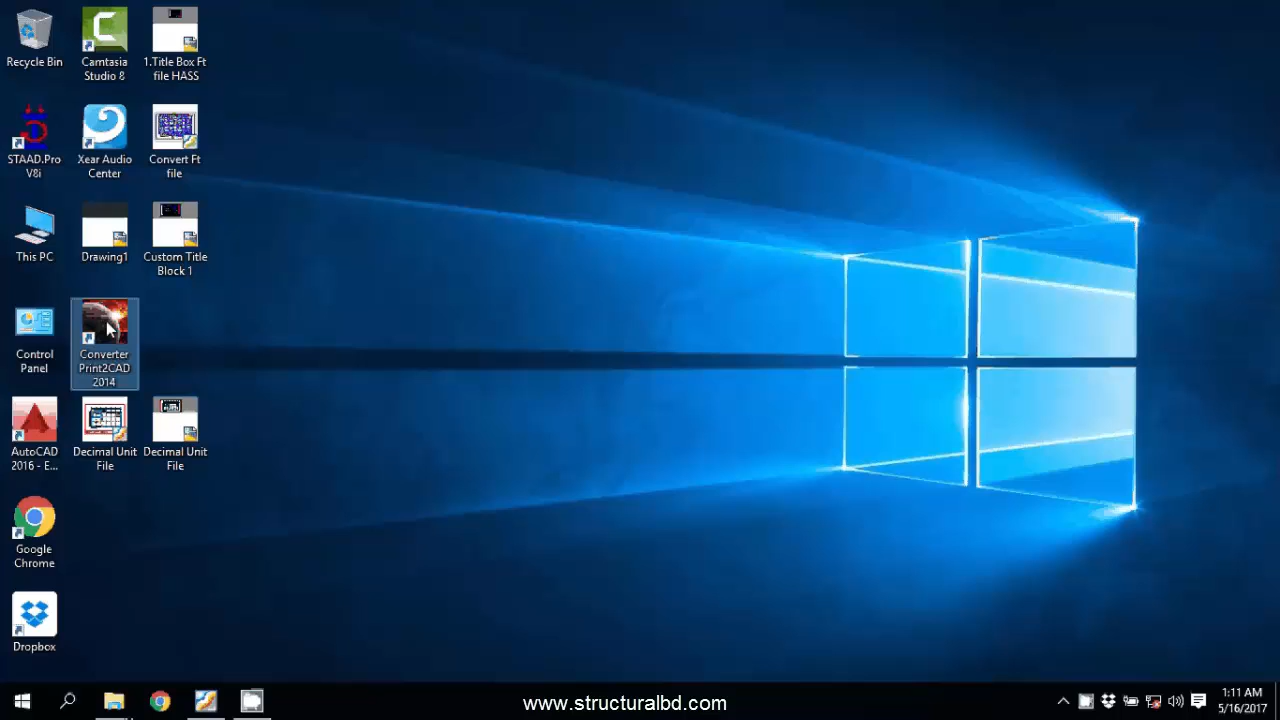 Recycle Bin
Camtasia
Studio 8
1.Title Box Ft
file HASS
STAAD.Pro
V8i
Xear Audio
Center
Convert Ft
file
This PC
Drawing1
Custom Title
Block 1
Control
Panel
Converter
Print2CAD
2014
AutoCAD
2016 - E...
Decimal Unit
File
Decimal Unit
File
Google
Chrome
Dropbox
www.structuralbd.com
1:11 AM
5/16/2017